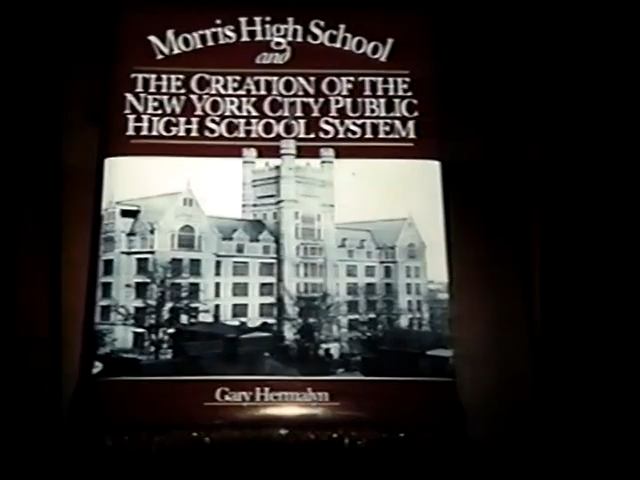 Morris High School
and
THE CREATION OF THE
NEW YORK CITY PUBLIC
HIGH SCHOOL SYSTEM
Gary Hermalyn